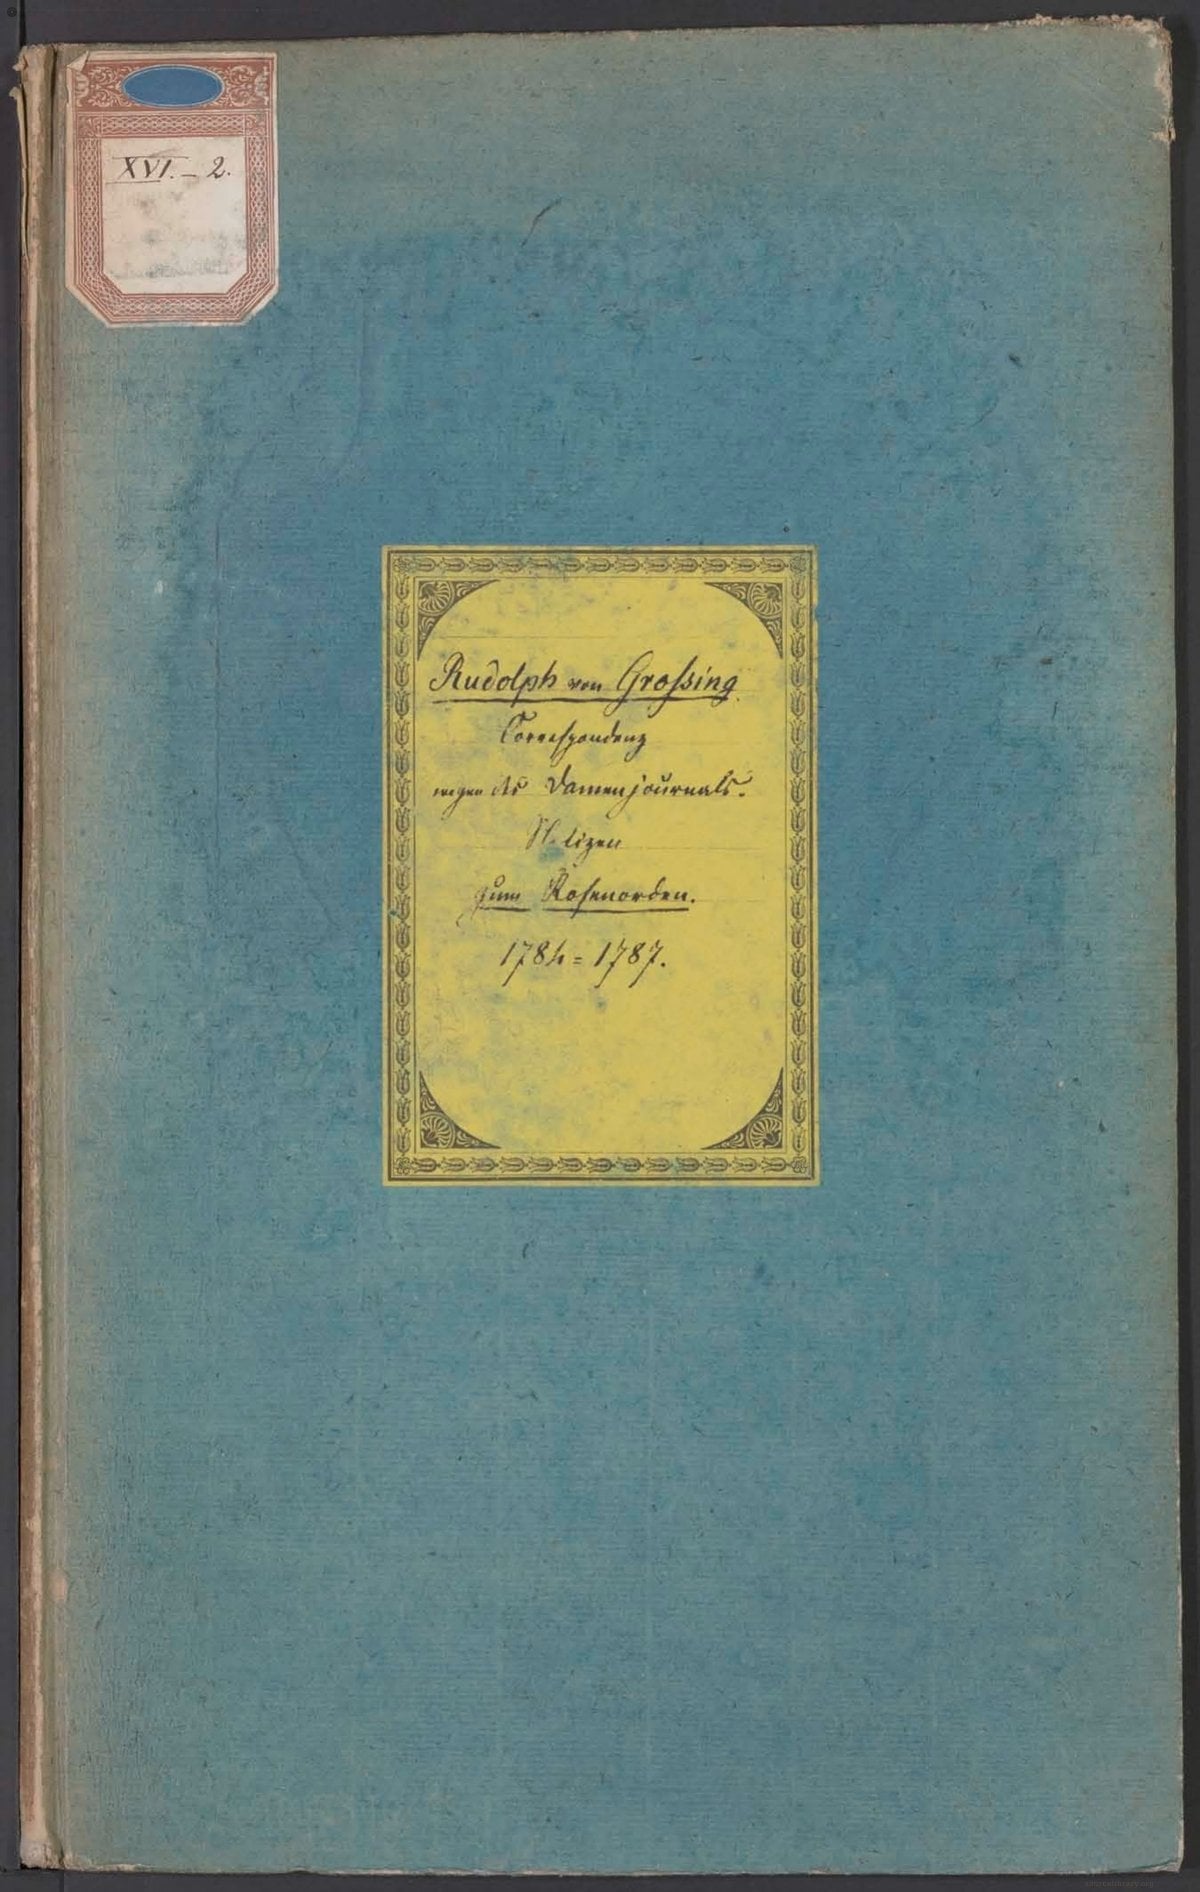 XVI. – 2.
Rudolph von Großing
Correspondenz
wegen des Damenjournals.
Notizen
zum Rosenorden.
1784 = 1787.